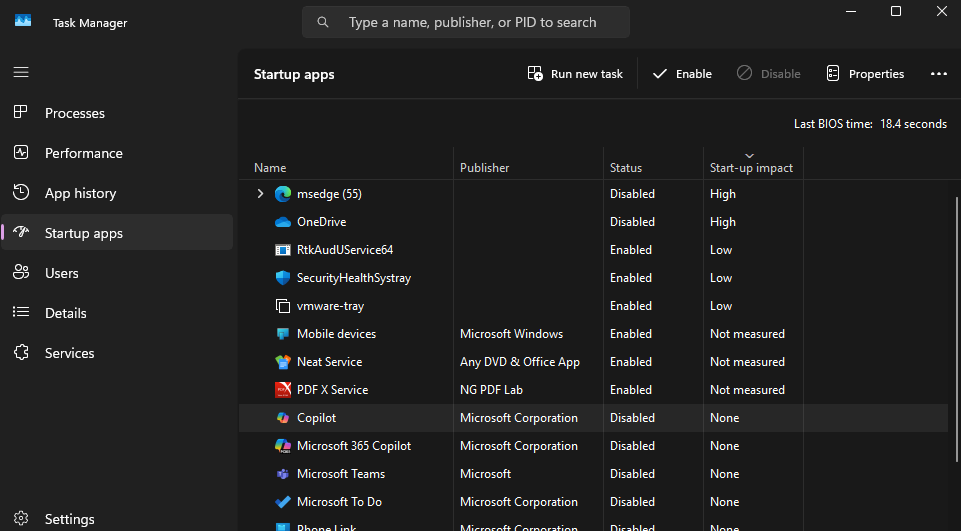 Task Manager
Type a name, publisher, or PID to search
Startup apps
Run new task
Enable
Disable
Properties
Processes
Performance
App history
Startup apps
Users
Details
Services
Settings
Last BIOS time: 18.4 seconds
Name Publisher Status Start-up impact
msedge (55) Disabled High
OneDrive Disabled High
RtkAudUService64 Enabled Low
SecurityHealthSystray Enabled Low
vmware-tray Enabled Low
Mobile devices Microsoft Windows Enabled Not measured
Neat Service Any DVD & Office App Enabled Not measured
PDF X Service NG PDF Lab Enabled Not measured
Copilot Microsoft Corporation Disabled None
Microsoft 365 Copilot Microsoft Corporation Disabled None
Microsoft Teams Microsoft Disabled None
Microsoft To Do Microsoft Corporation Disabled None
Phone Link Microsoft Corporation Disabled None